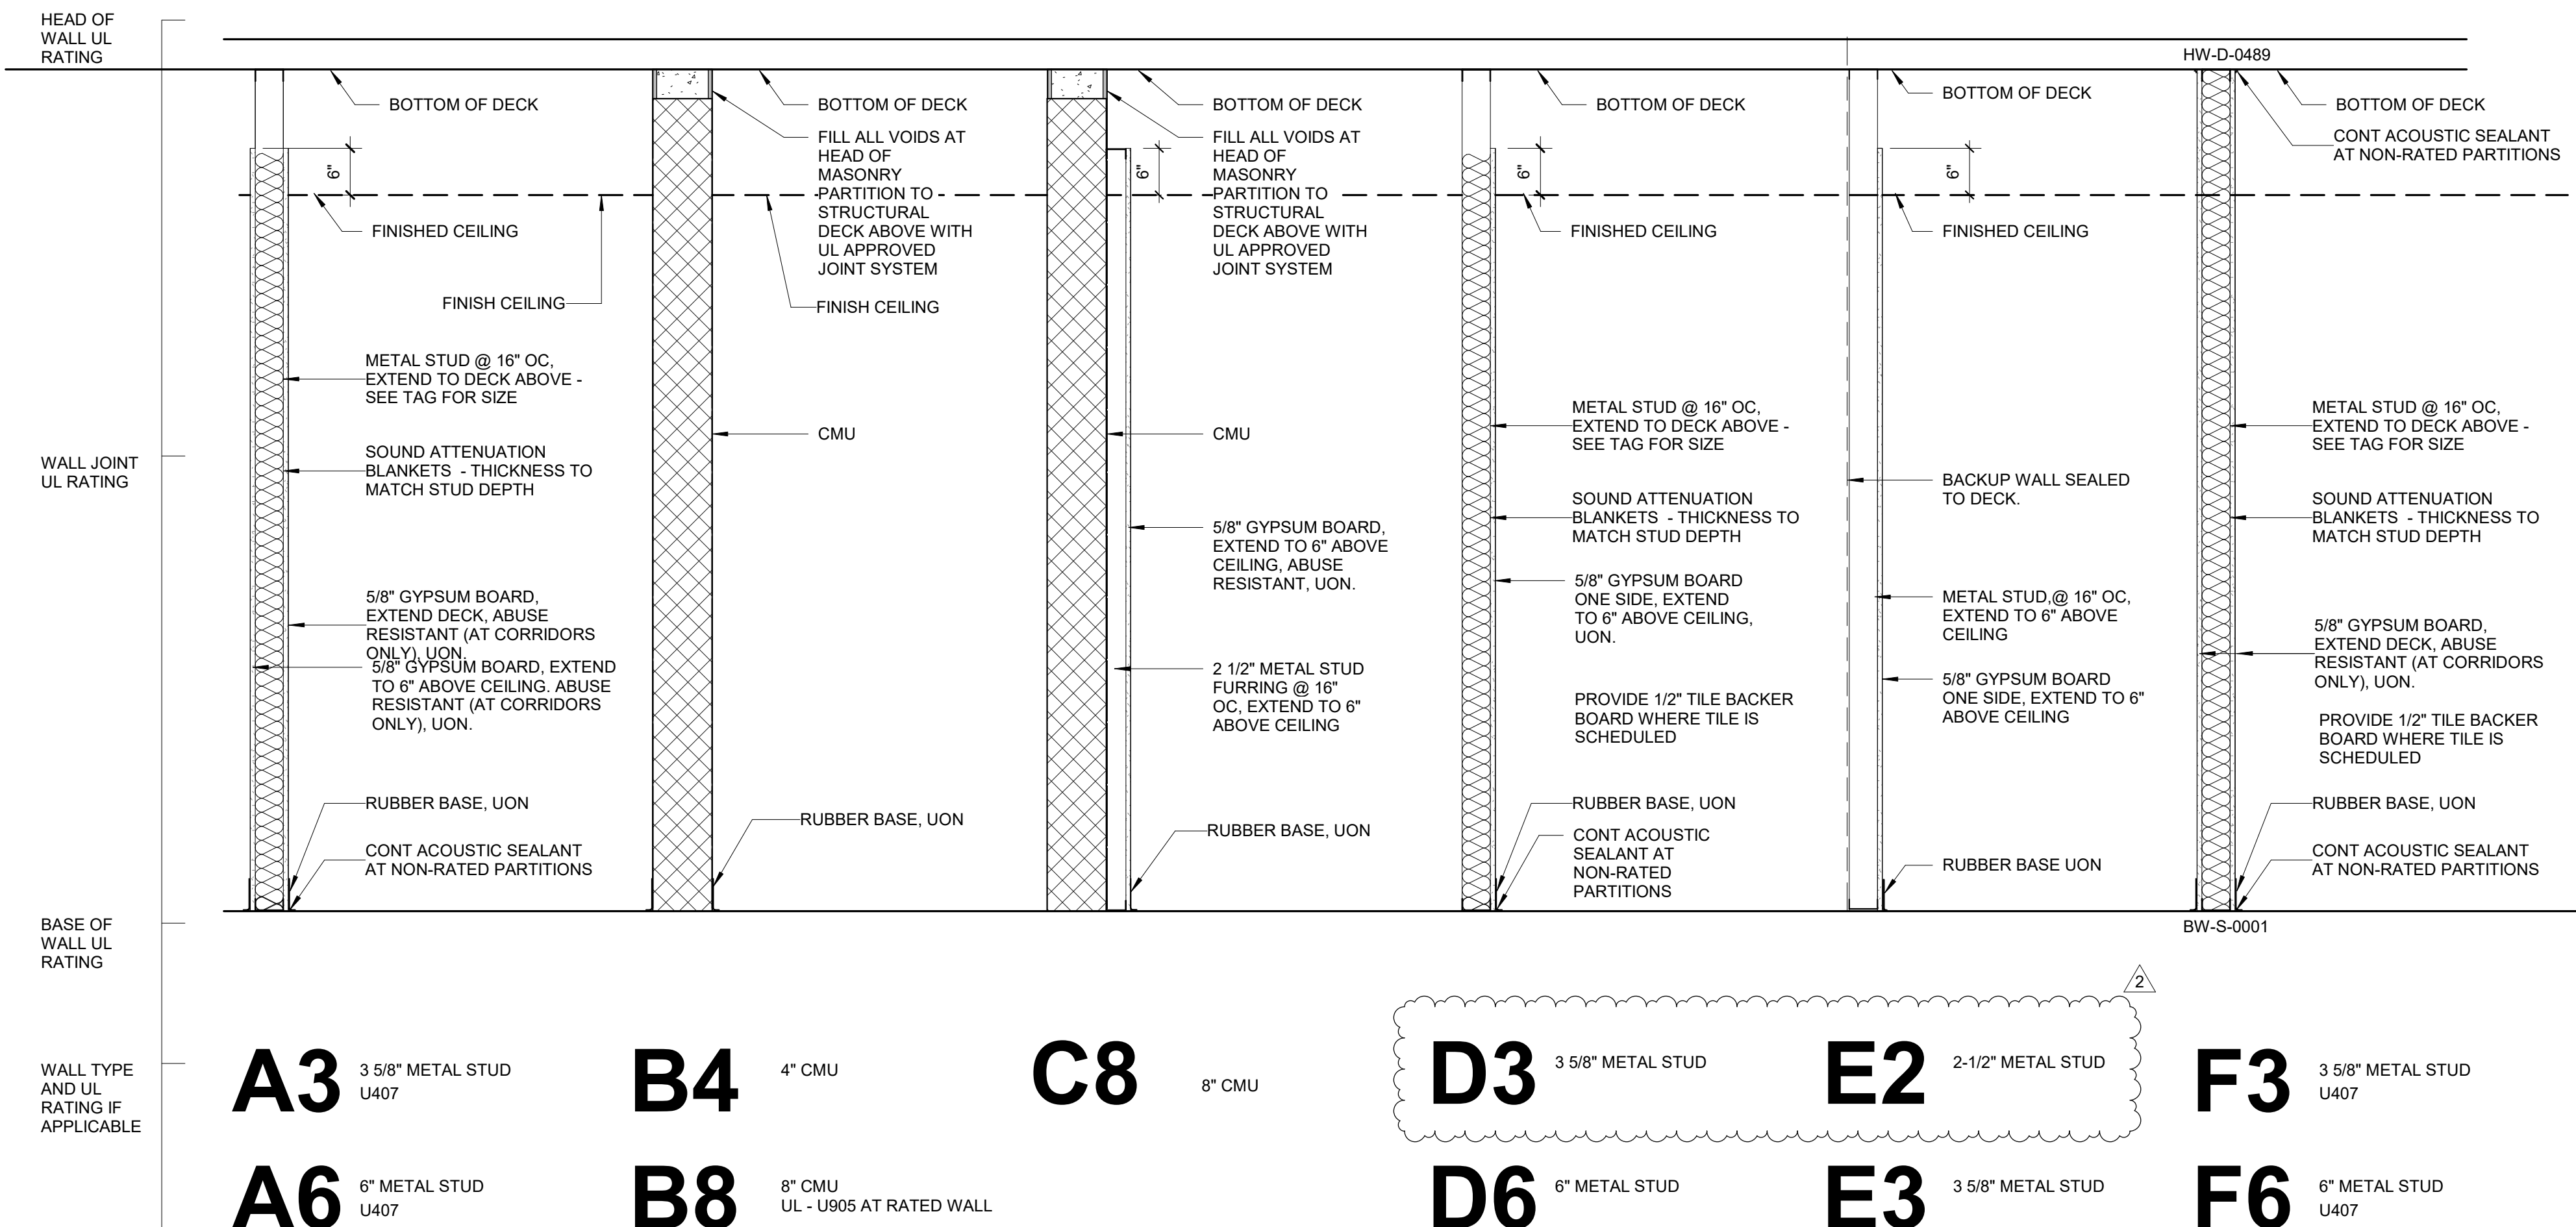 HEAD OF
WALL UL
RATING
HW-D-0489
BOTTOM OF DECK
6"
FINISHED CEILING
FINISH CEILING
METAL STUD @ 16" OC,
EXTEND TO DECK ABOVE -
SEE TAG FOR SIZE
SOUND ATTENUATION
BLANKETS - THICKNESS TO
MATCH STUD DEPTH
5/8" GYPSUM BOARD,
EXTEND DECK, ABUSE
RESISTANT (AT CORRIDORS
ONLY), UON.
5/8" GYPSUM BOARD, EXTEND
TO 6" ABOVE CEILING. ABUSE
RESISTANT (AT CORRIDORS
ONLY), UON.
RUBBER BASE, UON
CONT ACOUSTIC SEALANT
AT NON-RATED PARTITIONS
BOTTOM OF DECK
FILL ALL VOIDS AT
HEAD OF
MASONRY
PARTITION TO
STRUCTURAL
DECK ABOVE WITH
UL APPROVED
JOINT SYSTEM
FINISH CEILING
CMU
RUBBER BASE, UON
BOTTOM OF DECK
6"
FILL ALL VOIDS AT
HEAD OF
MASONRY
PARTITION TO
STRUCTURAL
DECK ABOVE WITH
UL APPROVED
JOINT SYSTEM
CMU
5/8" GYPSUM BOARD,
EXTEND TO 6" ABOVE
CEILING, ABUSE
RESISTANT, UON.
2 1/2" METAL STUD
FURRING @ 16"
OC, EXTEND TO 6"
ABOVE CEILING
RUBBER BASE, UON
BOTTOM OF DECK
6"
FINISHED CEILING
METAL STUD @ 16" OC,
EXTEND TO DECK ABOVE -
SEE TAG FOR SIZE
SOUND ATTENUATION
BLANKETS - THICKNESS TO
MATCH STUD DEPTH
5/8" GYPSUM BOARD
ONE SIDE, EXTEND
TO 6" ABOVE CEILING,
UON.
PROVIDE 1/2" TILE BACKER
BOARD WHERE TILE IS
SCHEDULED
RUBBER BASE, UON
CONT ACOUSTIC
SEALANT AT
NON-RATED
PARTITIONS
BOTTOM OF DECK
6"
FINISHED CEILING
BACKUP WALL SEALED
TO DECK.
METAL STUD,@ 16" OC,
EXTEND TO 6" ABOVE
CEILING
5/8" GYPSUM BOARD
ONE SIDE, EXTEND TO 6"
ABOVE CEILING
RUBBER BASE UON
BOTTOM OF DECK
CONT ACOUSTIC SEALANT
AT NON-RATED PARTITIONS
METAL STUD @ 16" OC,
EXTEND TO DECK ABOVE -
SEE TAG FOR SIZE
SOUND ATTENUATION
BLANKETS - THICKNESS TO
MATCH STUD DEPTH
5/8" GYPSUM BOARD,
EXTEND DECK, ABUSE
RESISTANT (AT CORRIDORS
ONLY), UON.
PROVIDE 1/2" TILE BACKER
BOARD WHERE TILE IS
SCHEDULED
RUBBER BASE, UON
CONT ACOUSTIC SEALANT
AT NON-RATED PARTITIONS
WALL JOINT
UL RATING
BASE OF
WALL UL
RATING
BW-S-0001
2
WALL TYPE
AND UL
RATING IF
APPLICABLE
A3
3 5/8" METAL STUD
U407
B4
4" CMU
C8
8" CMU
D3
3 5/8" METAL STUD
E2
2-1/2" METAL STUD
F3
3 5/8" METAL STUD
U407
A6
6" METAL STUD
U407
B8
8" CMU
UL - U905 AT RATED WALL
D6
6" METAL STUD
E3
3 5/8" METAL STUD
F6
6" METAL STUD
U407